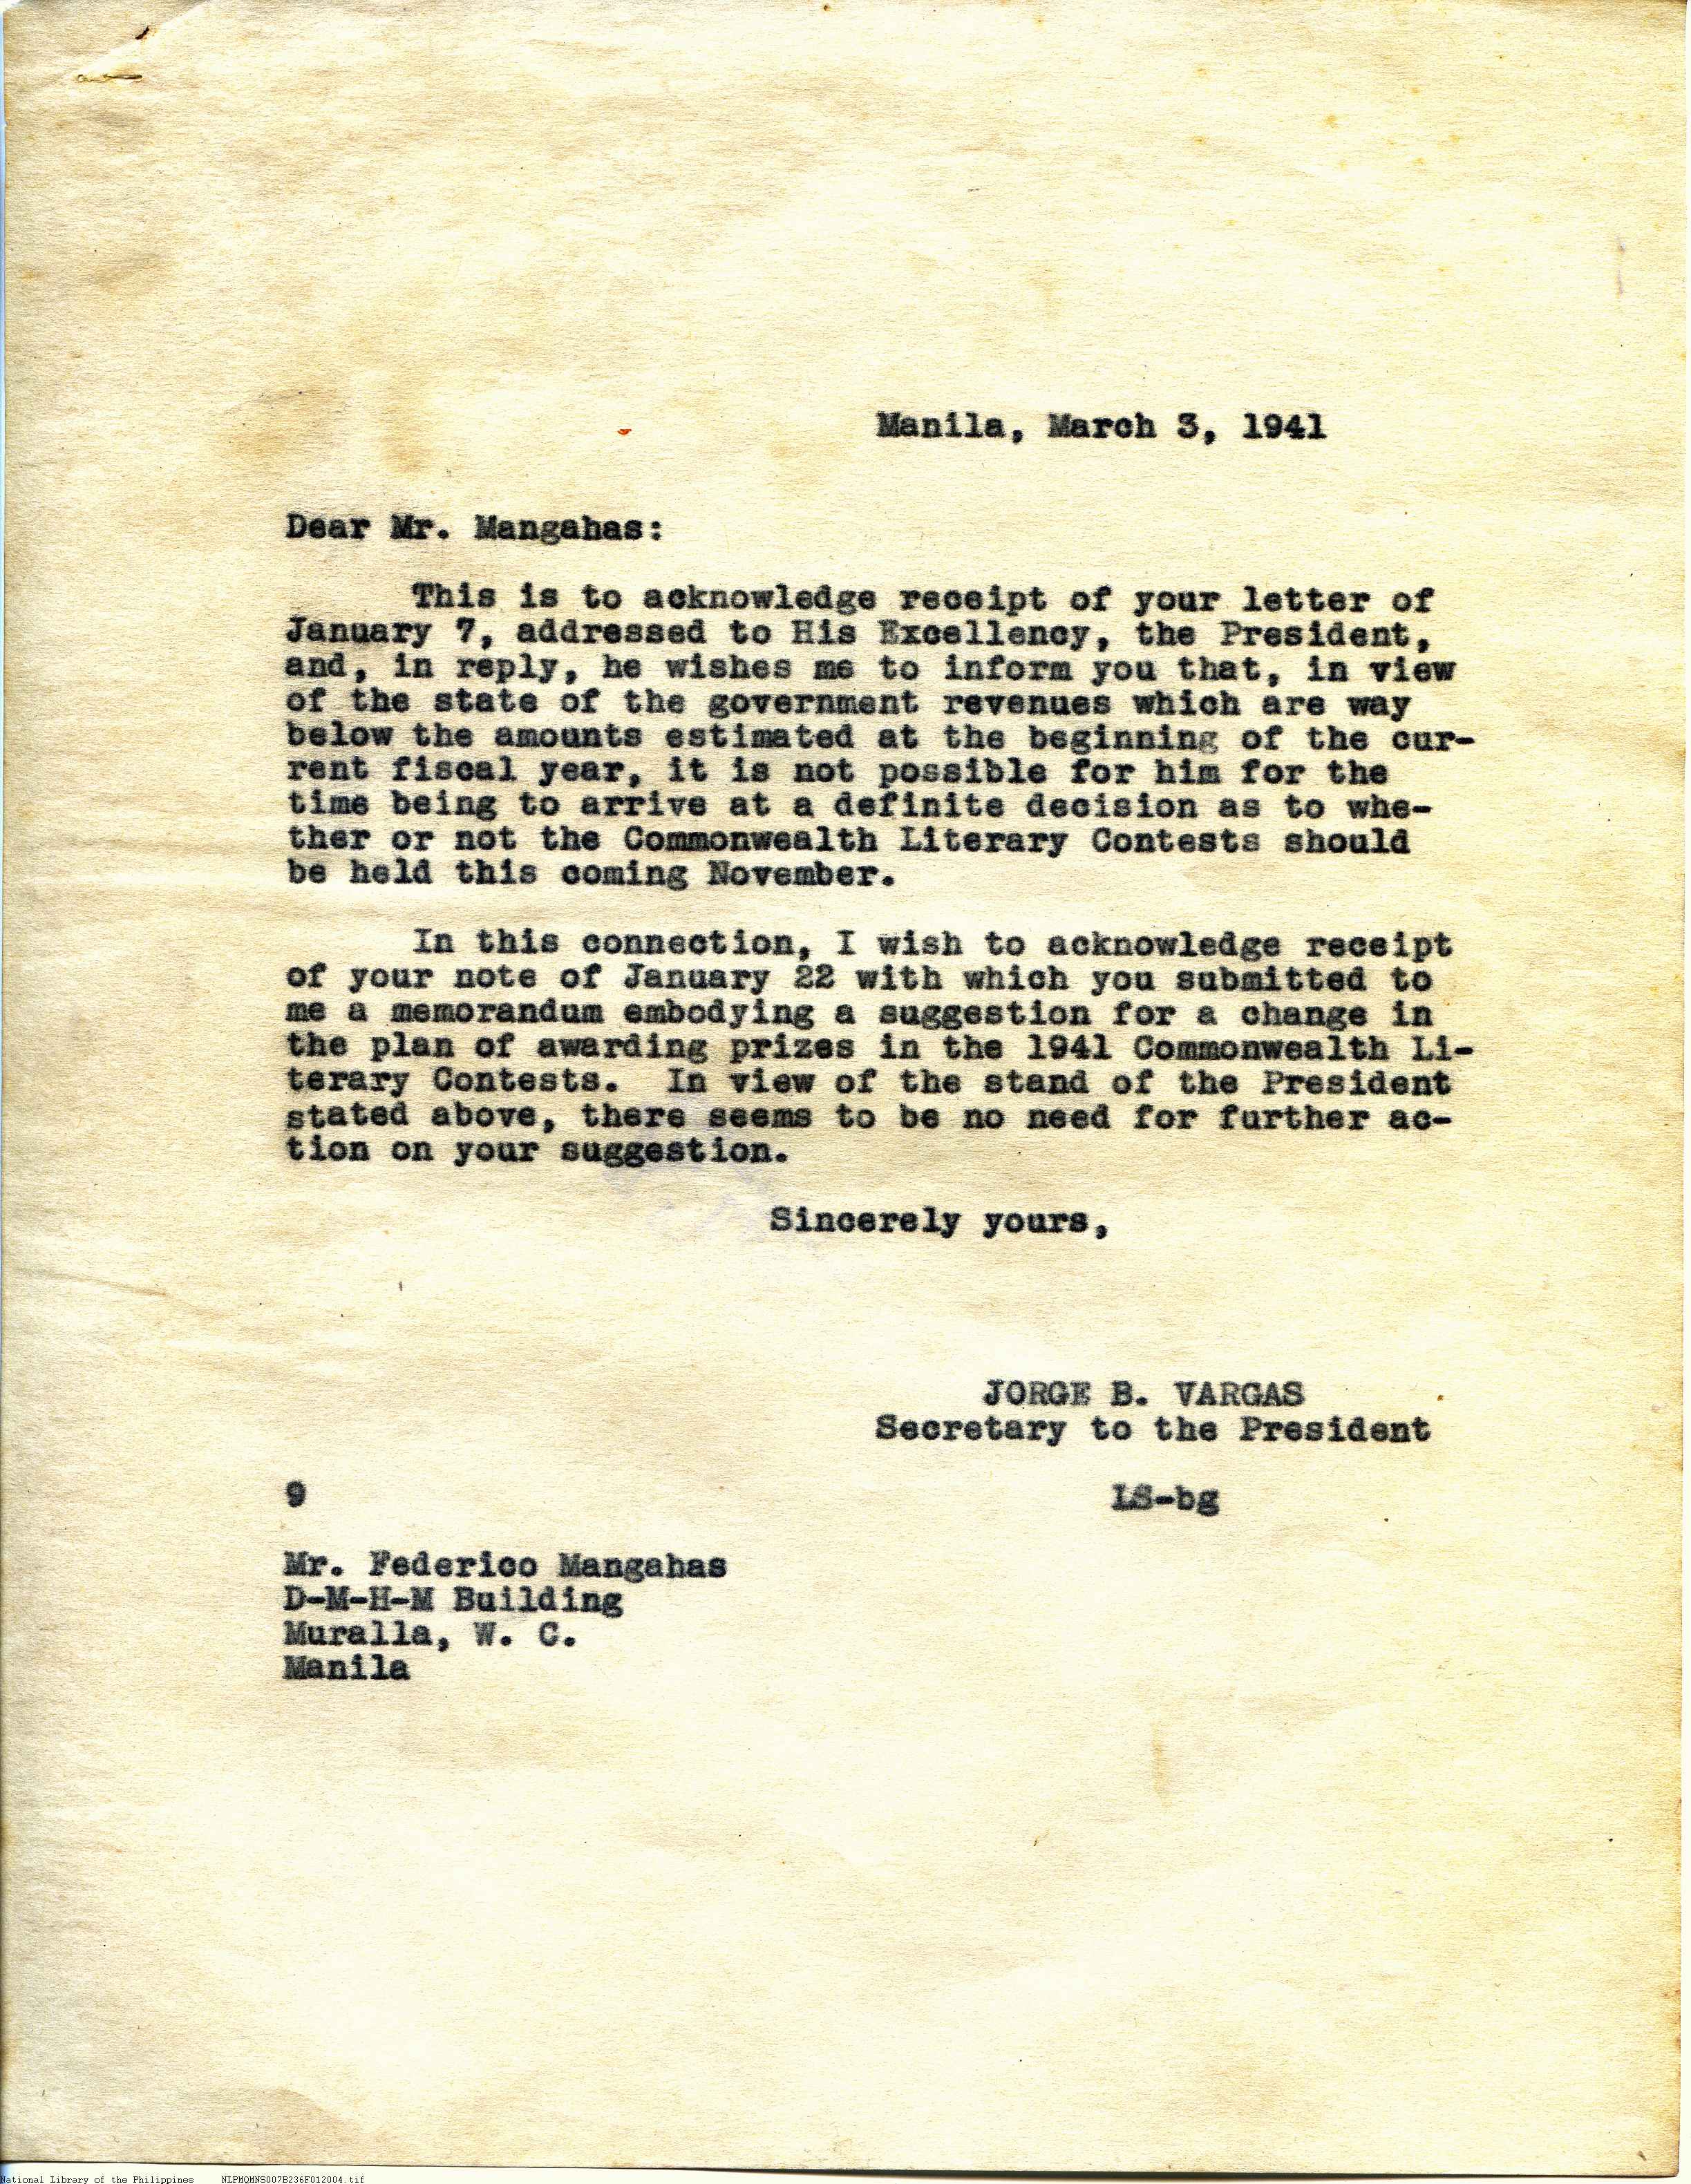 Manila, March 3, 1941
Dear Mr. Mangahas:
This is to acknowledge receipt of your letter of
January 7, addressed to His Excellency, the President,
and, in reply, he wishes me to inform you that, in view
of the state of the government revenues which are way
below the amounts estimated at the beginning of the cur-
rent fiscal year, it is not possible for him for the
time being to arrive at a definite decision as to whe-
ther or not the Commonwealth Literary Contests should
be held this coming November.
In this connection, I wish to acknowledge receipt
of your note of January 22 with which you submitted to
me a memorandum embodying a suggestion for a change in
the plan of awarding prizes in the 1941 Commonwealth Li-
terary Contests. In view of the stand of the President
stated above, there seems to be no need for further ac-
tion on your suggestion.
Sincerely yours,
JORGE B. VARGAS
Secretary to the President
9 LS-bg
Mr. Federico Mangahas
D-M-H-M Building
Muralla, W. C.
Manila
National Library of the Philippines NLPMQMNS007B236F012004.tif